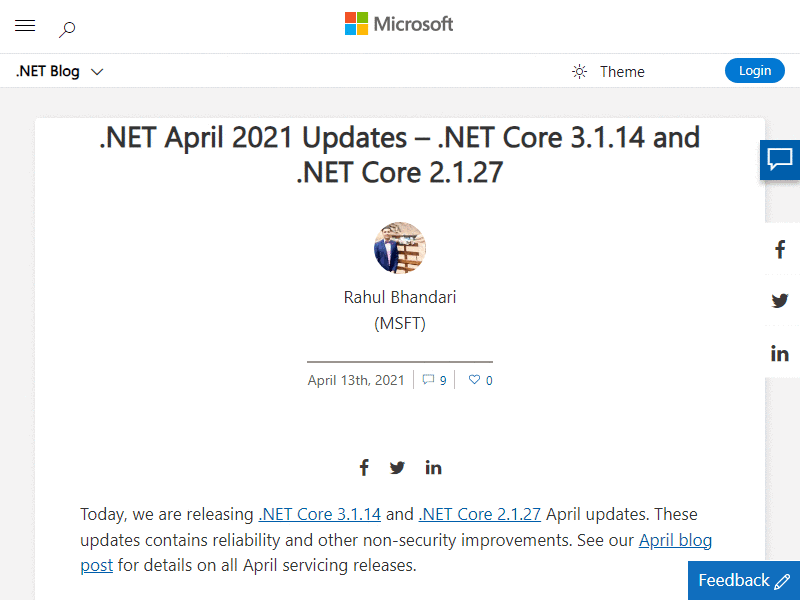 Microsoft
.NET Blog
Theme
Login
.NET April 2021 Updates – .NET Core 3.1.14 and
.NET Core 2.1.27
Rahul Bhandari
(MSFT)
April 13th, 2021 9 0
Today, we are releasing .NET Core 3.1.14 and .NET Core 2.1.27 April updates. These
updates contains reliability and other non-security improvements. See our April blog
post for details on all April servicing releases.
Feedback